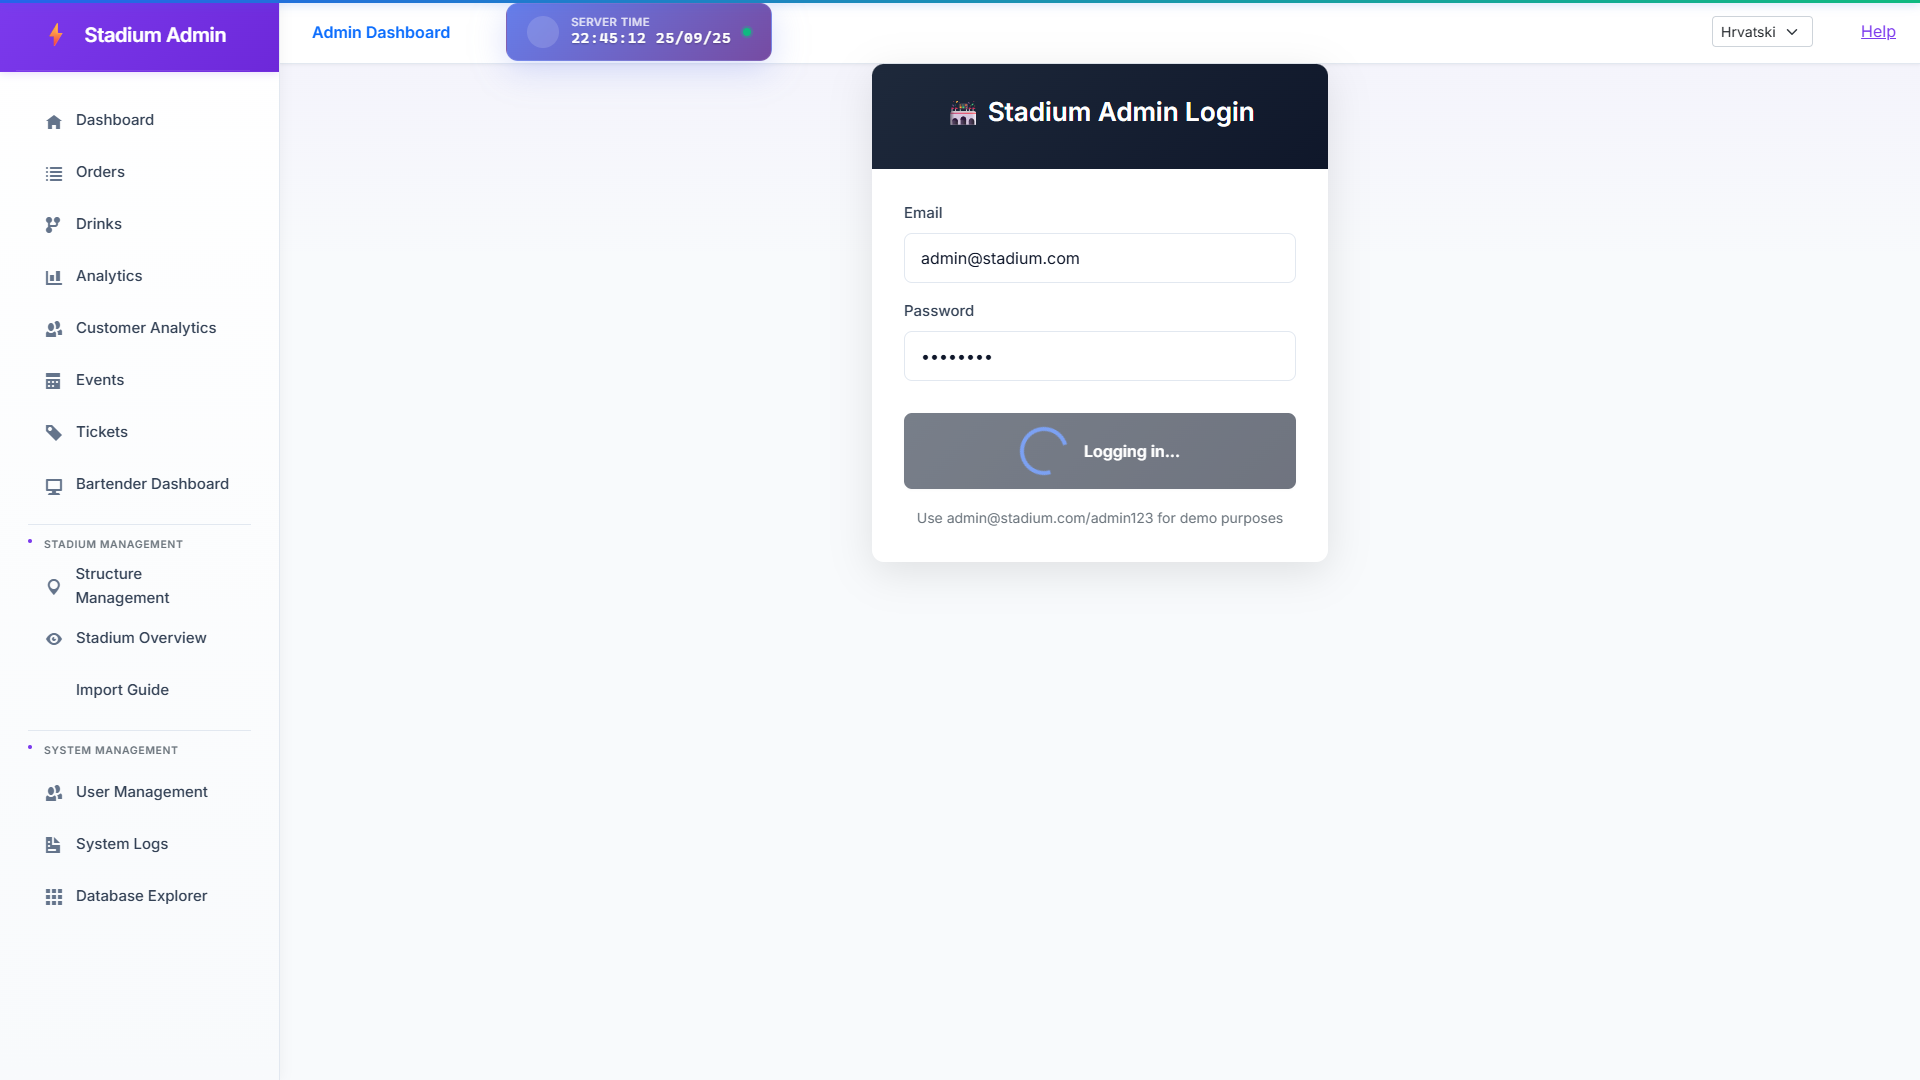 Stadium Admin
Admin Dashboard
SERVER TIME
22:45:12 25/09/25
Hrvatski
Help
Dashboard
Orders
Drinks
Analytics
Customer Analytics
Events
Tickets
Bartender Dashboard
STADIUM MANAGEMENT
Structure
Management
Stadium Overview
Import Guide
SYSTEM MANAGEMENT
User Management
System Logs
Database Explorer
Stadium Admin Login
Email
admin@stadium.com
Password
••••••••
Logging in...
Use admin@stadium.com/admin123 for demo purposes